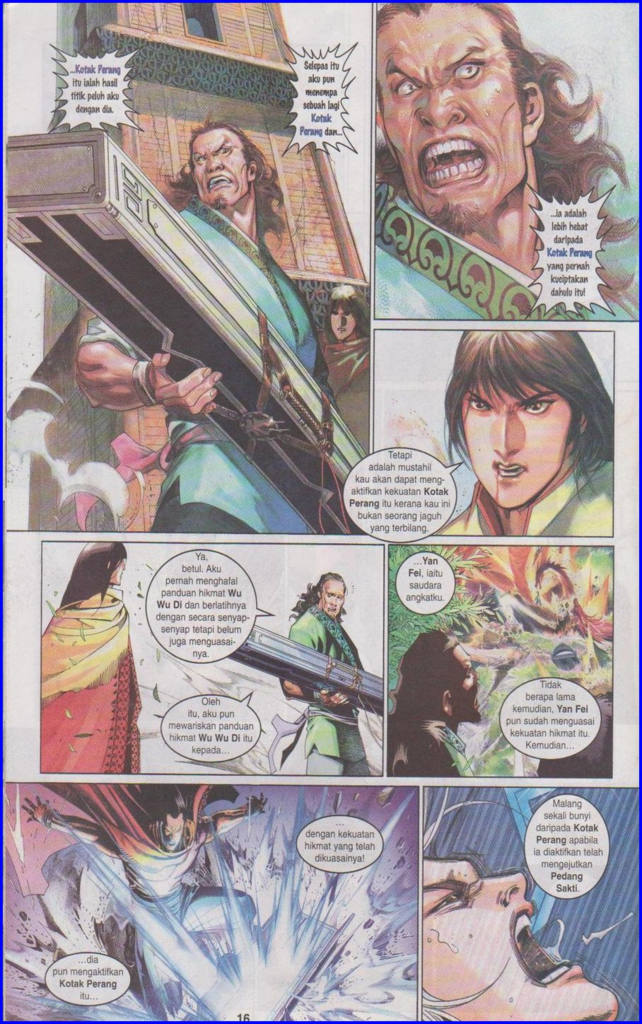 ...Kotak Perang
itu ialah hasil
titik peluh aku
dengan dia.
Selepas itu
aku pun
menempa
sebuah lagi
Kotak
Perang dan...
...ia adalah
lebih hebat
daripada
Kotak Perang
yang pernah
kuciptakan
dahulu itu!
Tetapi
adalah mustahil
kau akan dapat meng-
aktifkan kekuatan Kotak
Perang itu kerana kau ini
bukan seorang jaguh
yang terbilang.
Ya,
betul. Aku
pernah menghafal
panduan hikmat Wu
Wu Di dan berlatihnya
dengan secara senyap-
senyap tetapi belum
juga menguasai-
nya.
Oleh
itu, aku pun
mewariskan panduan
hikmat Wu Wu Di itu
kepada...
...Yan
Fei, iaitu
saudara
angkatku.
Tidak
berapa lama
kemudian, Yan Fei
pun sudah menguasai
kekuatan hikmat itu.
Kemudian...
...
dengan kekuatan
hikmat yang telah
dikuasainya!
...dia
pun mengaktifkan
Kotak Perang
itu...
Malang
sekali bunyi
daripada Kotak
Perang apabila
ia diaktifkan telah
mengejutkan
Pedang
Sakti.
16